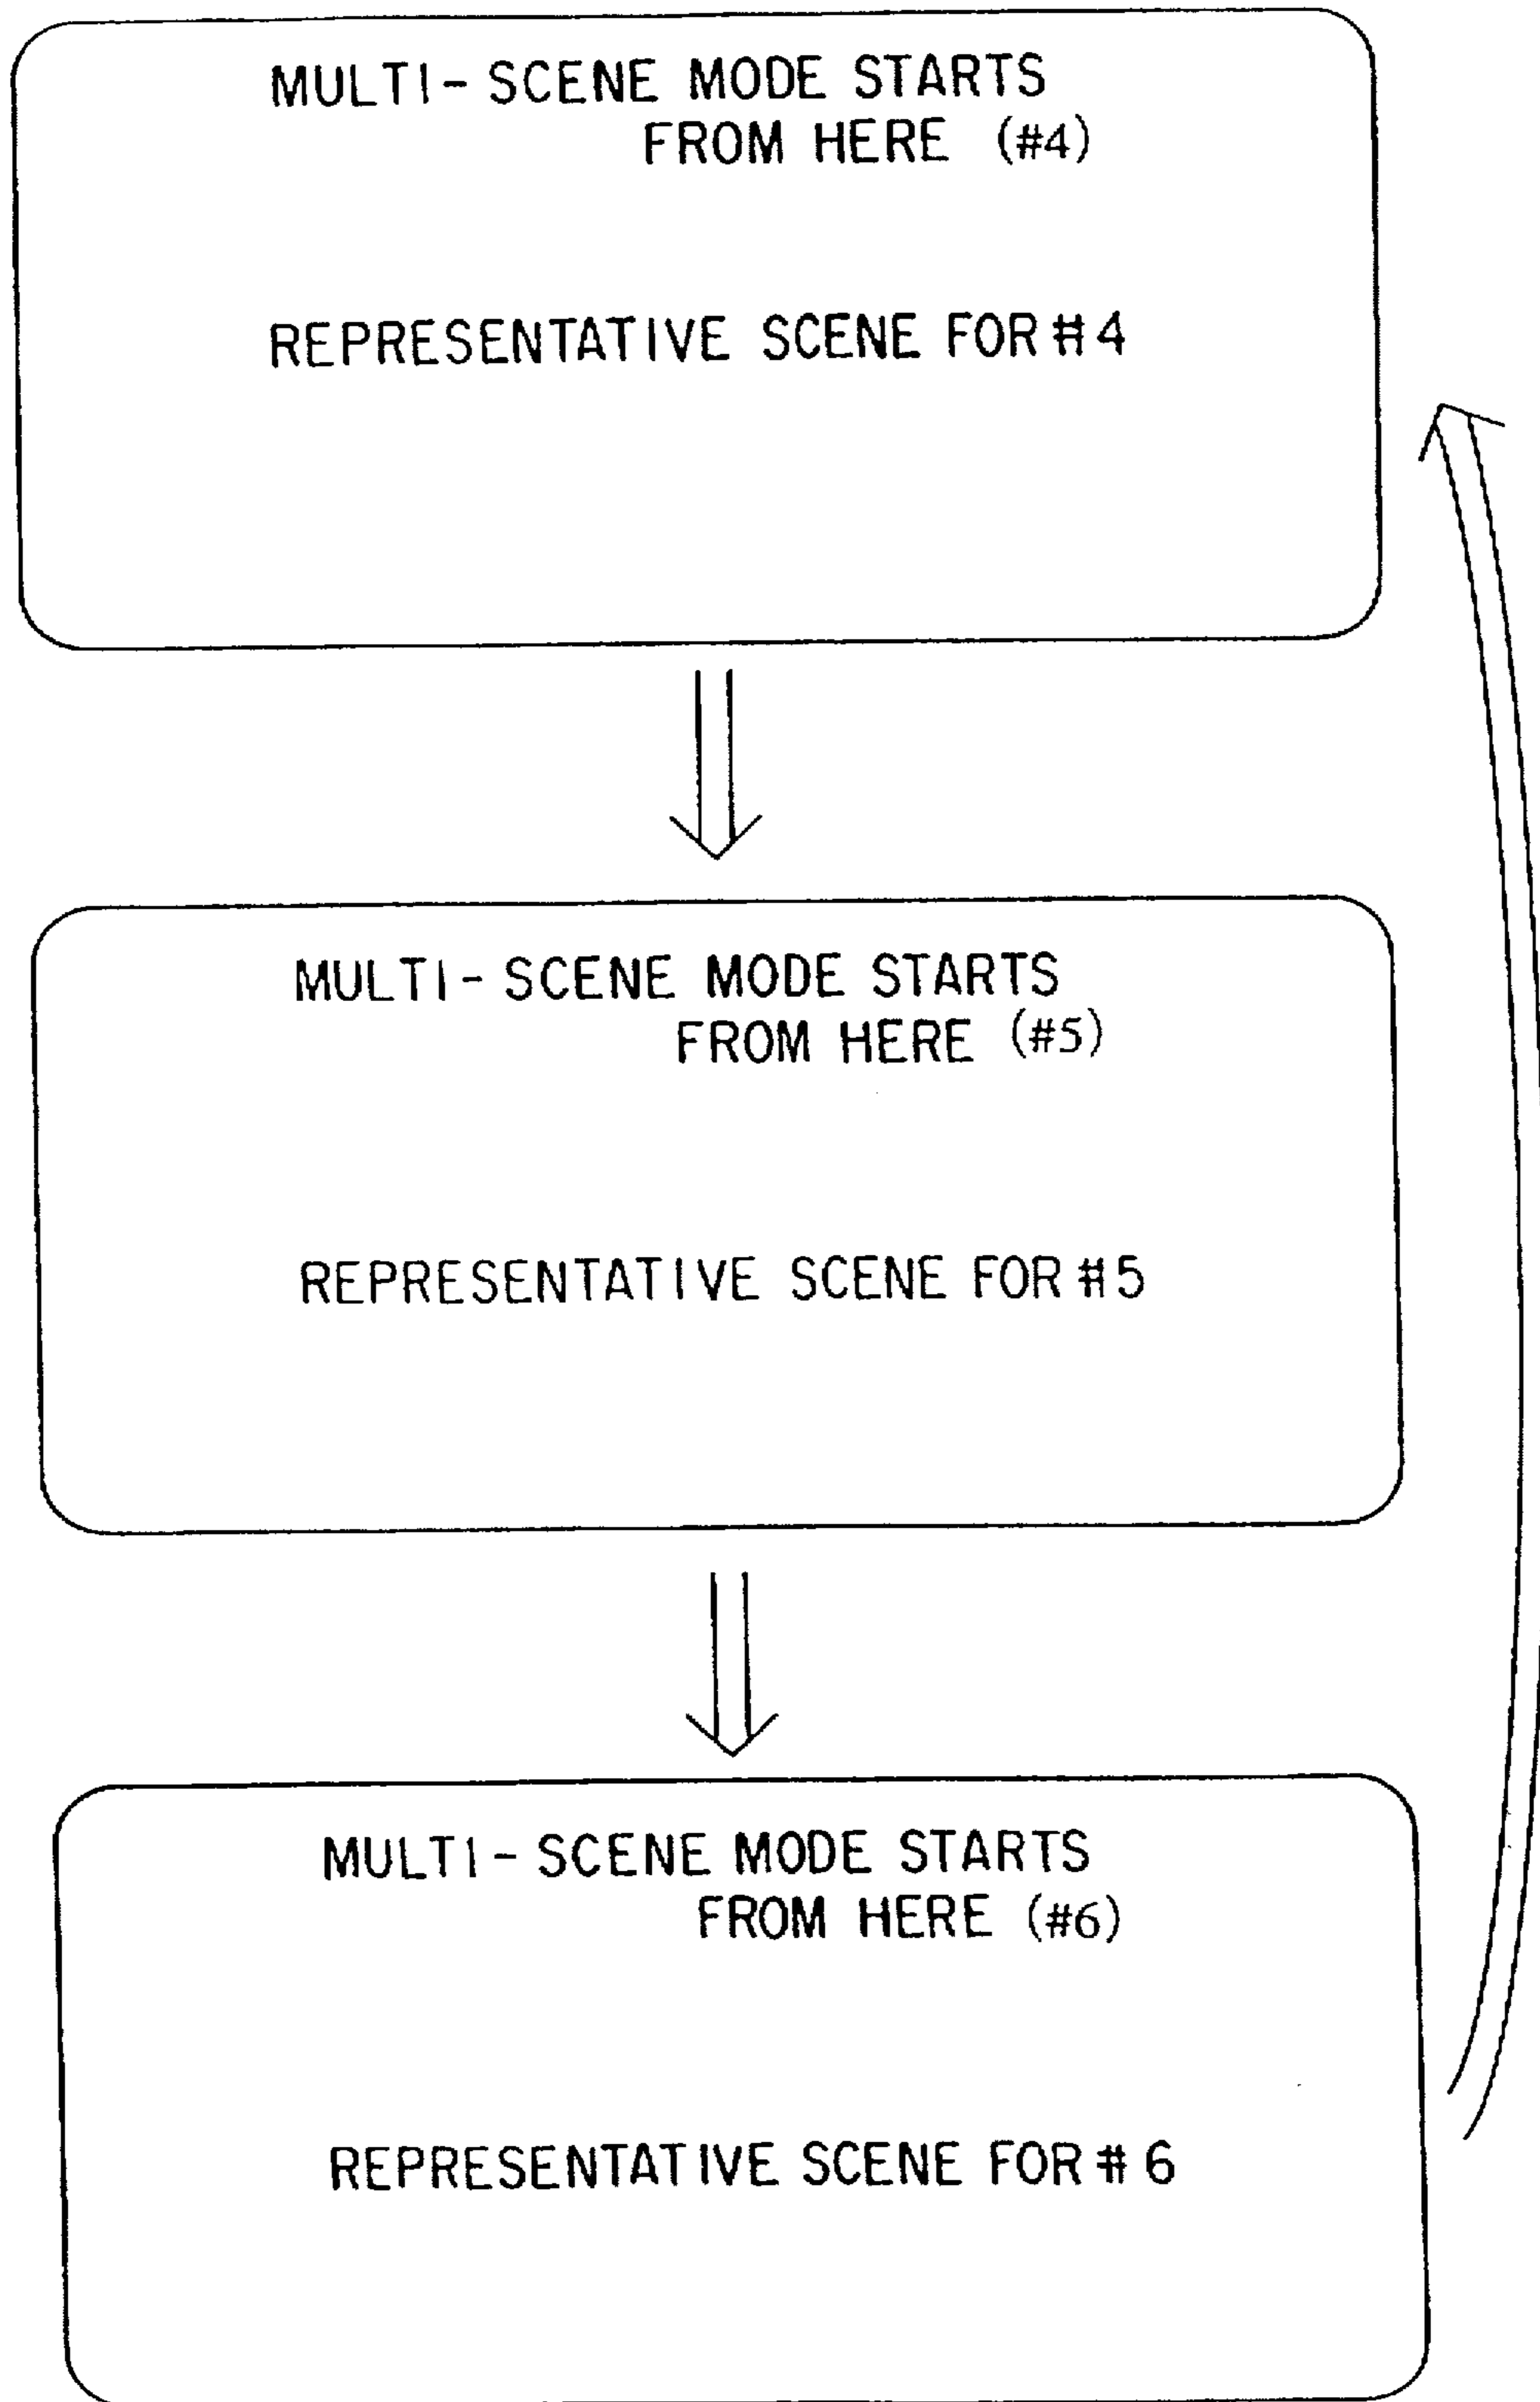 MULTI-SCENE MODE STARTS
FROM HERE (#4)
REPRESENTATIVE SCENE FOR #4
MULTI-SCENE MODE STARTS
FROM HERE (#5)
REPRESENTATIVE SCENE FOR #5
MULTI-SCENE MODE STARTS
FROM HERE (#6)
REPRESENTATIVE SCENE FOR #6